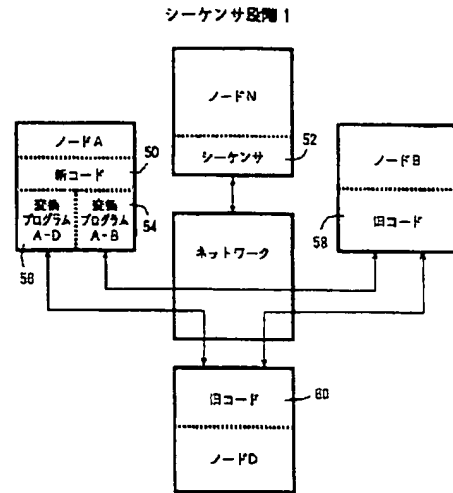 シーケンサ段階1
ノードN
シーケンサ
52
ノードA
新コード
50
変換
プログラム
A-D
変換
プログラム
A-B
54
56
ノードB
旧コード
58
ネットワーク
旧コード
60
ノードD